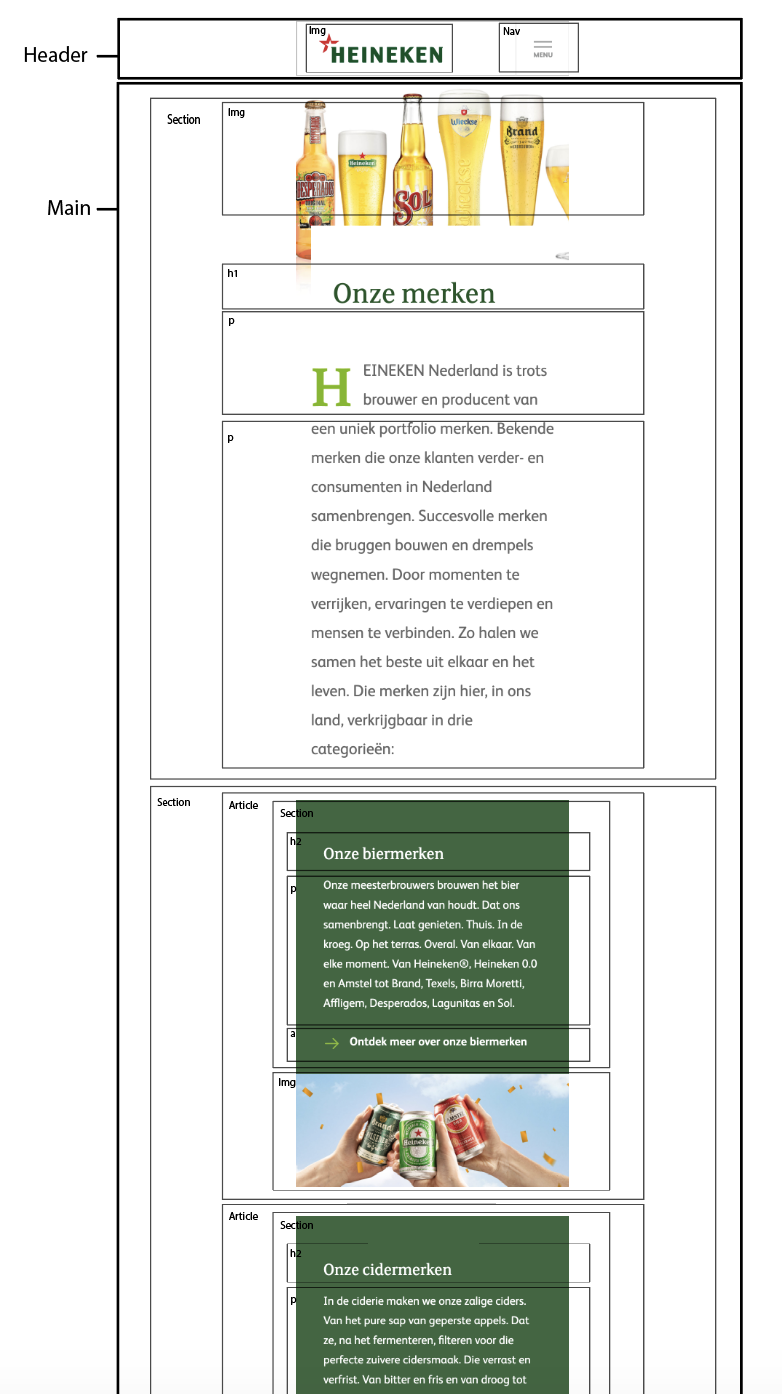 Header
Img
HEINEKEN
Nav
MENU
Main
Section
Img
DESPERADOS
Heineken
SOL
Wieckse
Brand
h1
Onze merken
p
HEINEKEN Nederland is trots
brouwer en producent van
p
een uniek portfolio merken. Bekende
merken die onze klanten verder- en
consumenten in Nederland
samenbrengen. Succesvolle merken
die bruggen bouwen en drempels
wegnemen. Door momenten te
verrijken, ervaringen te verdiepen en
mensen te verbinden. Zo halen we
samen het beste uit elkaar en het
leven. Die merken zijn hier, in ons
land, verkrijgbaar in drie
categorieën:
Section
Article
Section
h2
Onze biermerken
p
Onze meesterbrouwers brouwen het bier
waar heel Nederland van houdt. Dat ons
samenbrengt. Laat genieten. Thuis. In de
kroeg. Op het terras. Overal. Van elkaar. Van
elke moment. Van Heineken®, Heineken 0.0
en Amstel tot Brand, Texels, Birra Moretti,
Affligem, Desperados, Lagunitas en Sol.
a
Ontdek meer over onze biermerken
Img
Brand
Heineken
AMSTEL
Article
Section
h2
Onze cidermerken
p
In de ciderie maken we onze zalige ciders.
Van het pure sap van geperste appels. Dat
ze, na het fermenteren, filteren voor die
perfecte zuivere cidersmaak. Die verrast en
verfrist. Van bitter en fris en van droog tot